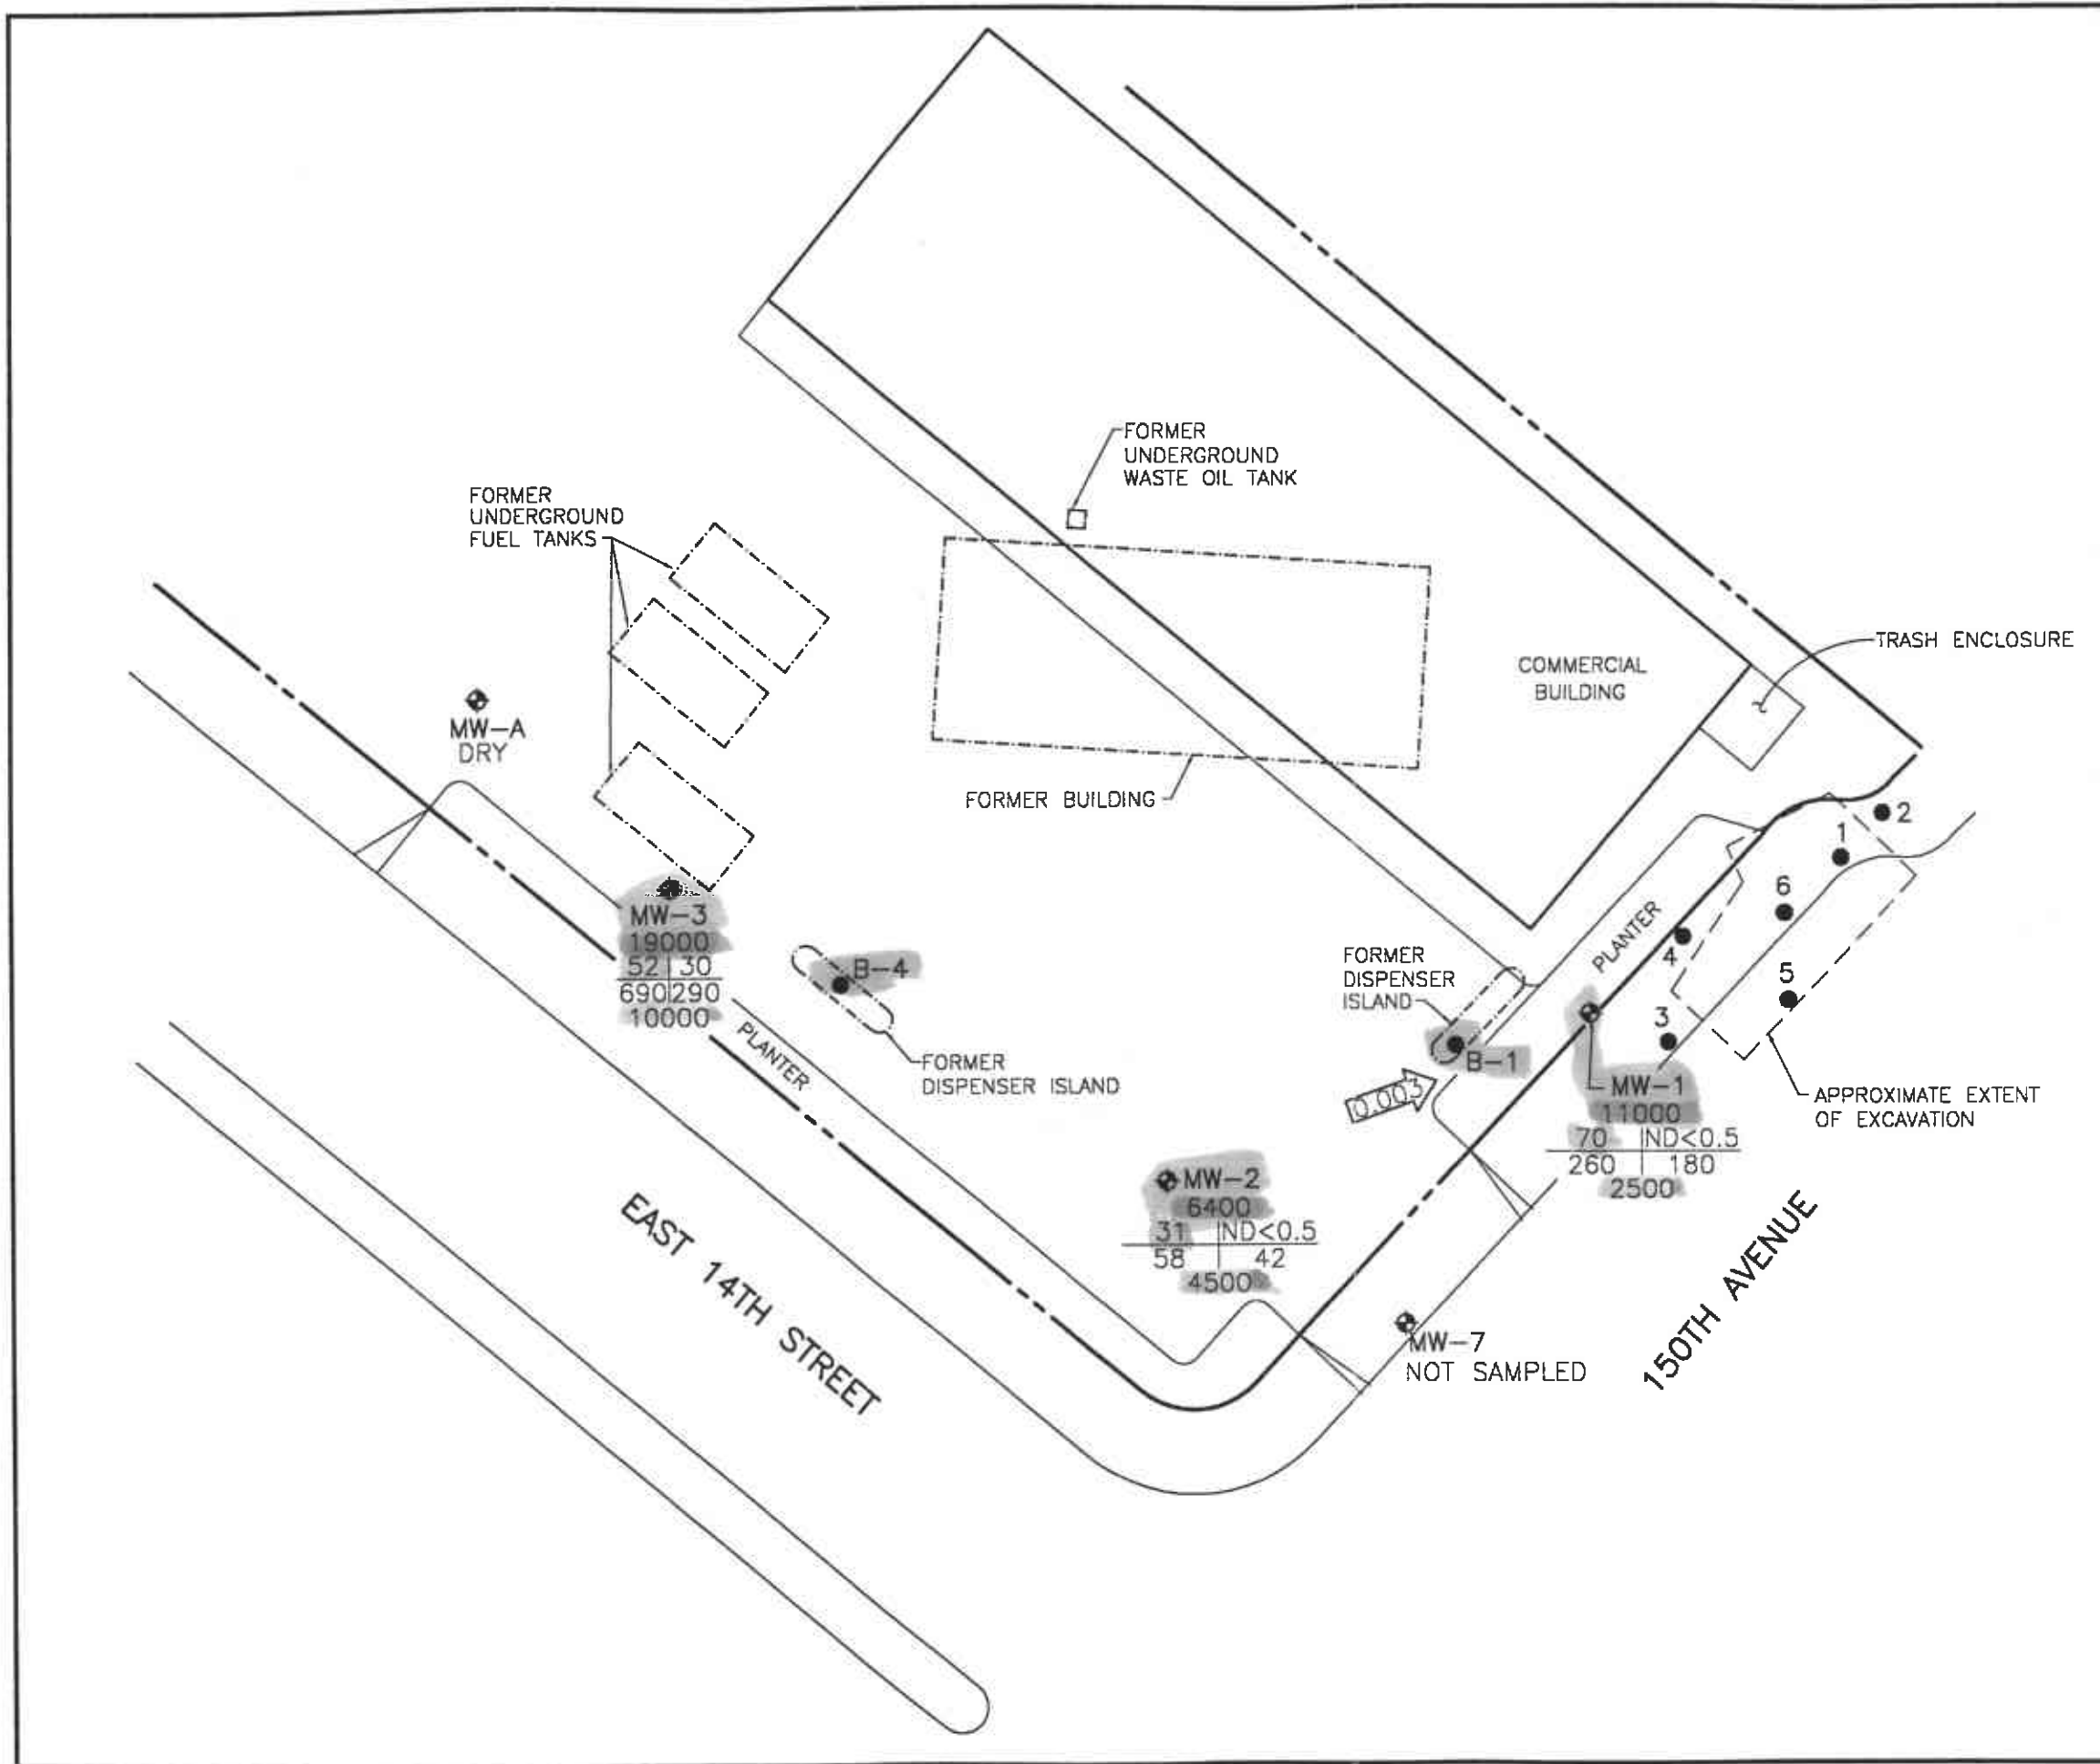 FORMER
UNDERGROUND
WASTE OIL TANK
FORMER
UNDERGROUND
FUEL TANKS
TRASH ENCLOSURE
COMMERCIAL
BUILDING
MW-A
DRY
FORMER BUILDING
2
1
6
4
5
3
PLANTER
MW-3
19000
52 | 30
690 | 290
10000
B-4
FORMER
DISPENSER
ISLAND
PLANTER
FORMER
DISPENSER ISLAND
B-1
0.003
MW-1
11000
70 | ND<0.5
260 | 180
2500
APPROXIMATE EXTENT
OF EXCAVATION
MW-2
6400
31 | ND<0.5
58 | 42
4500
EAST 14TH STREET
MW-7
NOT SAMPLED
150TH AVENUE